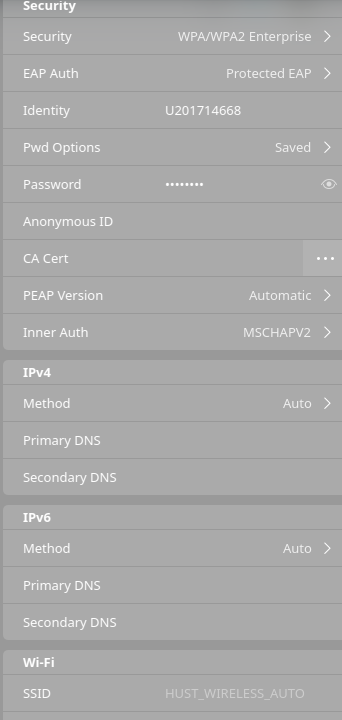 Security
Security WPA/WPA2 Enterprise
EAP Auth Protected EAP
Identity U201714668
Pwd Options Saved
Password ••••••••
Anonymous ID
CA Cert ...
PEAP Version Automatic
Inner Auth MSCHAPV2
IPv4
Method Auto
Primary DNS
Secondary DNS
IPv6
Method Auto
Primary DNS
Secondary DNS
Wi-Fi
SSID HUST_WIRELESS_AUTO